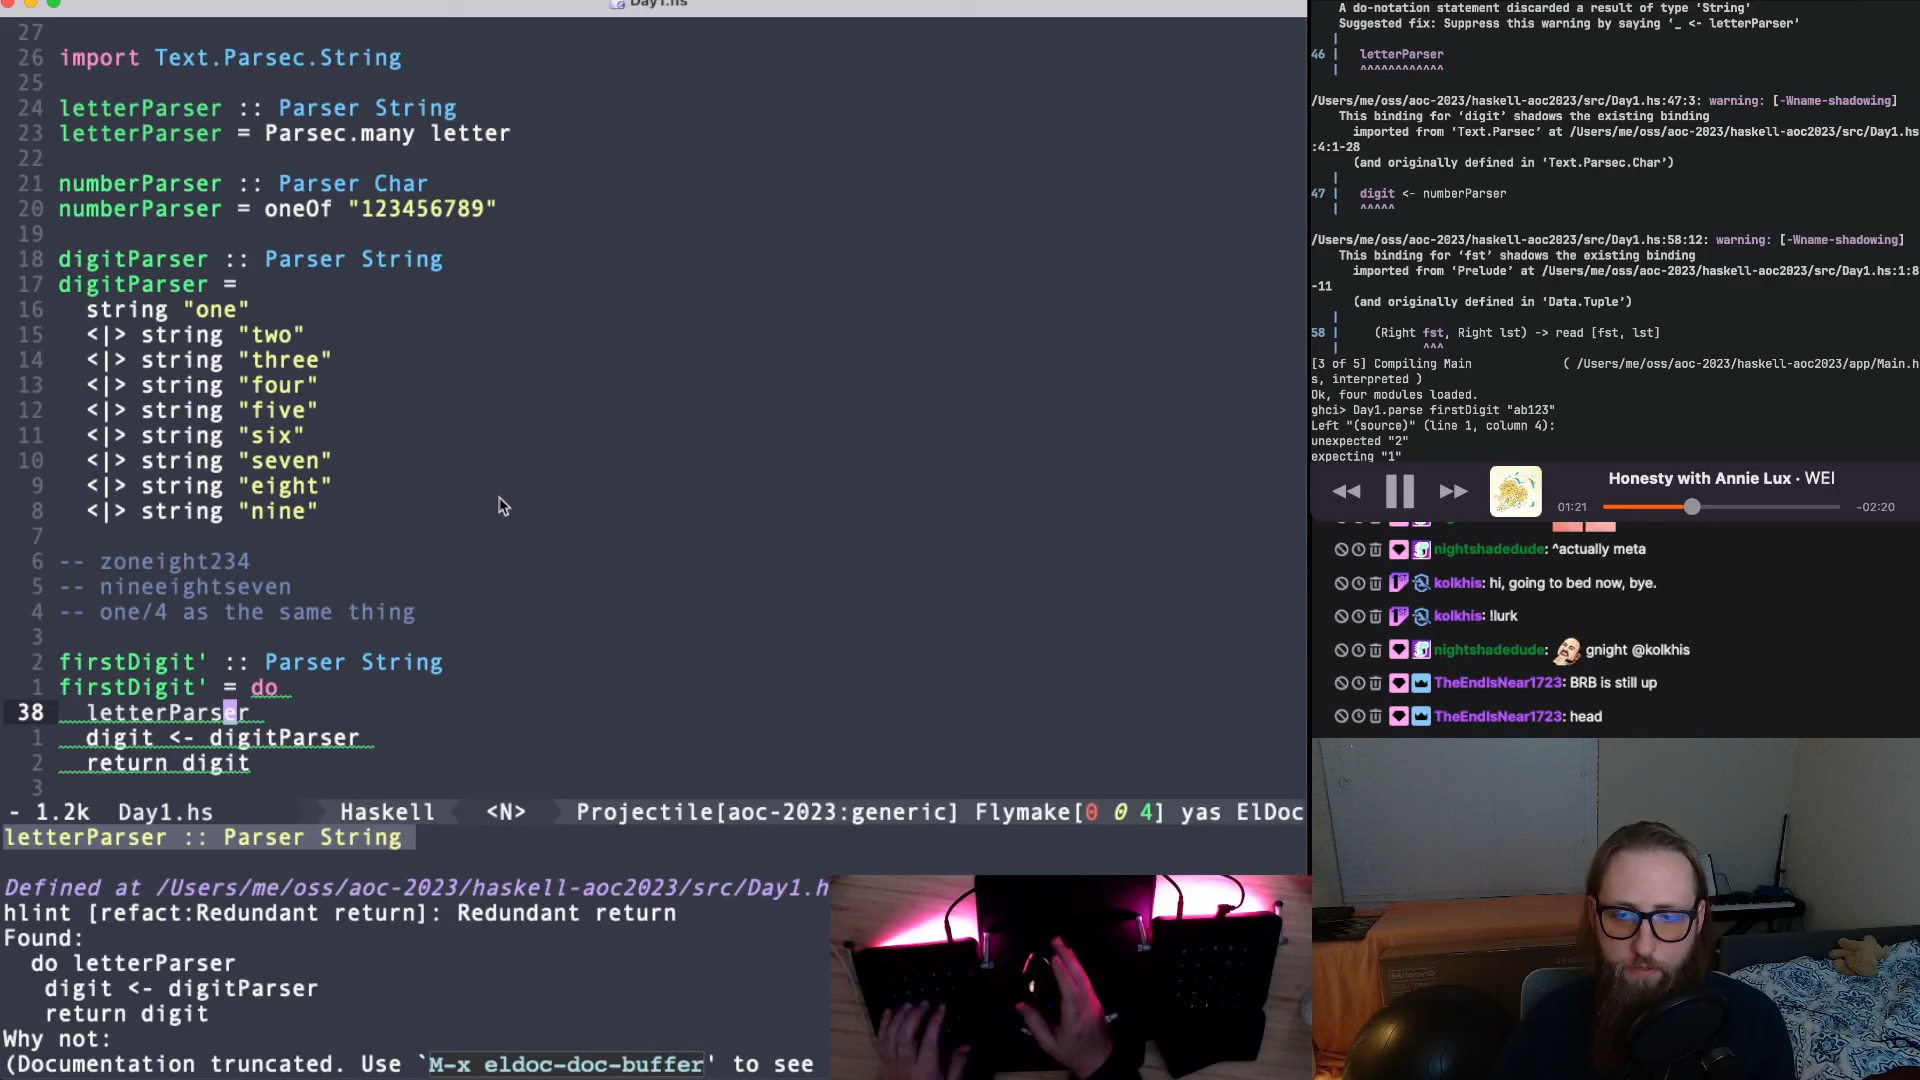 Day1.hs
27
26 import Text.Parsec.String
25
24 letterParser :: Parser String
23 letterParser = Parsec.many letter
22
21 numberParser :: Parser Char
20 numberParser = oneOf "123456789"
19
18 digitParser :: Parser String
17 digitParser =
16 string "one"
15 <|> string "two"
14 <|> string "three"
13 <|> string "four"
12 <|> string "five"
11 <|> string "six"
10 <|> string "seven"
9 <|> string "eight"
8 <|> string "nine"
7
6 -- zoneight234
5 -- nineeightseven
4 -- one/4 as the same thing
3
2 firstDigit' :: Parser String
1 firstDigit' = do
38 letterParser
1 digit <- digitParser
2 return digit
3
- 1.2k Day1.hs Haskell <N> Projectile[aoc-2023:generic] Flymake[0 0 4] yas ElDoc
letterParser :: Parser String
Defined at /Users/me/oss/aoc-2023/haskell-aoc2023/src/Day1.h
hlint [refact:Redundant return]: Redundant return
Found:
do letterParser
digit <- digitParser
return digit
Why not:
(Documentation truncated. Use `M-x eldoc-doc-buffer' to see
A do-notation statement discarded a result of type ‘String’
Suggested fix: Suppress this warning by saying ‘_ <- letterParser’
|
46 | letterParser
| ^^^^^^^^^^^^
/Users/me/oss/aoc-2023/haskell-aoc2023/src/Day1.hs:47:3: warning: [-Wname-shadowing]
This binding for ‘digit’ shadows the existing binding
imported from ‘Text.Parsec’ at /Users/me/oss/aoc-2023/haskell-aoc2023/src/Day1.hs
:4:1-28
(and originally defined in ‘Text.Parsec.Char’)
|
47 | digit <- numberParser
| ^^^^^
/Users/me/oss/aoc-2023/haskell-aoc2023/src/Day1.hs:58:12: warning: [-Wname-shadowing]
This binding for ‘fst’ shadows the existing binding
imported from ‘Prelude’ at /Users/me/oss/aoc-2023/haskell-aoc2023/src/Day1.hs:1:8
-11
(and originally defined in ‘Data.Tuple’)
|
58 | (Right fst, Right lst) -> read [fst, lst]
| ^^^
[3 of 5] Compiling Main ( /Users/me/oss/aoc-2023/haskell-aoc2023/app/Main.h
s, interpreted )
Ok, four modules loaded.
ghci> Day1.parse firstDigit "ab123"
Left "(source)" (line 1, column 4):
unexpected "2"
expecting "1"
Honesty with Annie Lux · WEI
01:21 -02:20
nightshadedude: ^actually meta
kolkhis: hi, going to bed now, bye.
kolkhis: !lurk
nightshadedude: gnight @kolkhis
TheEndIsNear1723: BRB is still up
TheEndIsNear1723: head